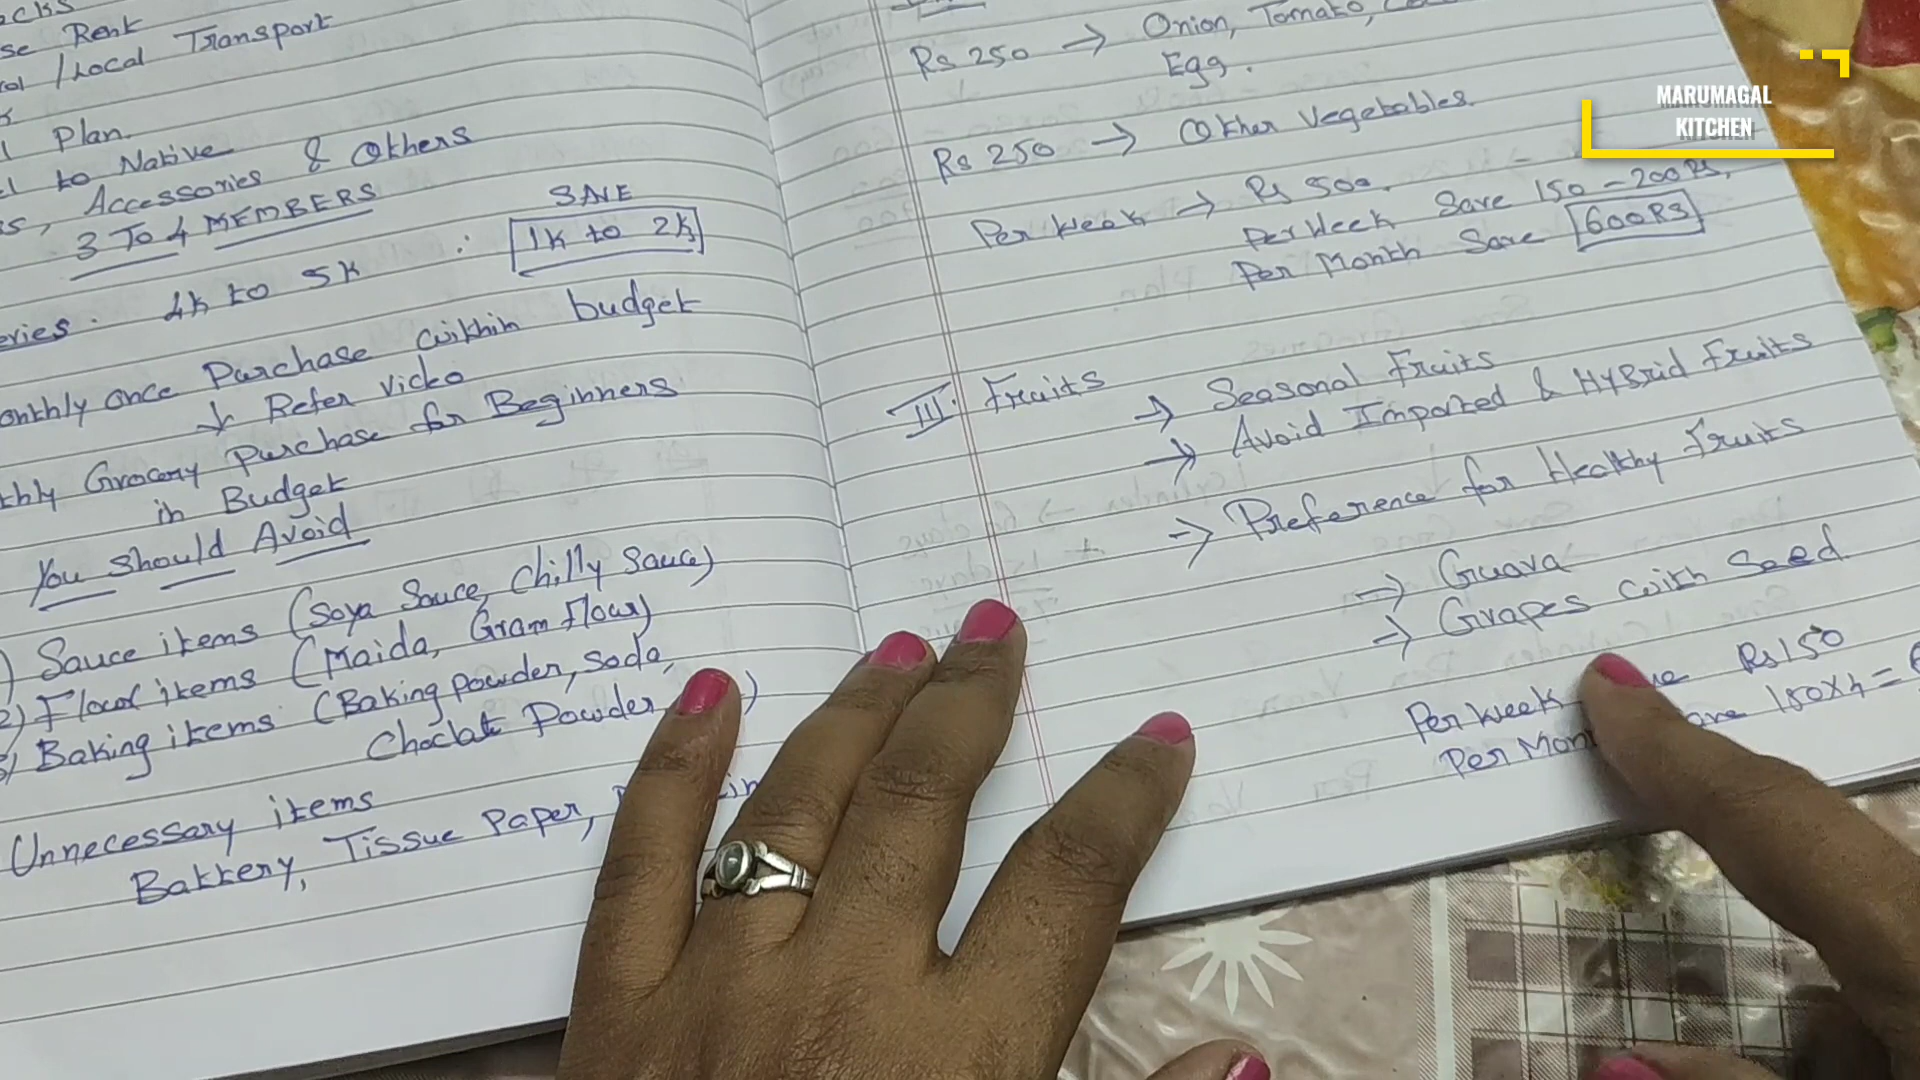 Rent
/Local Transport
Plan.
to Native
Accessories & Others
3 To 4 MEMBERS
SAVE
4k to 5k : 1k to 2k
once Purchase within budget
Refer video
Grocery Purchase for Beginners
in Budget
You should Avoid
Sauce items (Soya Sauce, Chilly Sauce)
2) Flour items (Maida, Gram Flour)
Baking items (Baking Powder, Soda,
Choclate Powder )
Unnecessary items
Bakkery, Tissue Paper,
Rs 250 → Onion, Tomato,
Egg.
Rs 250 → Other Vegetables.
Per Week → Rs 500.
Per Week Save 150 - 200 Rs.
Per Month Save 600 RS
III. Fruits
→ Seasonal Fruits
→ Avoid Imported & HyBrid Fruits
→ Preference for Healthy Fruits
→ Guava
→ Grapes with Seed
Per Week Rs 150
Per 150 X 4 =
MARUMAGAL
KITCHEN